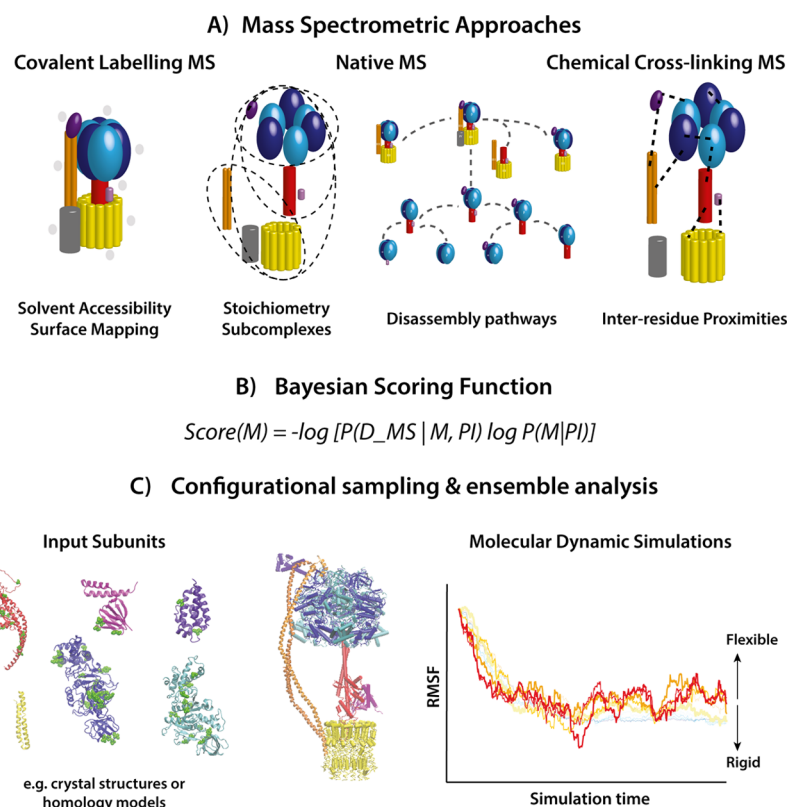 A) Mass Spectrometric Approaches
Covalent Labelling MS
Native MS
Chemical Cross-linking MS
Solvent Accessibility
Surface Mapping
Stoichiometry
Subcomplexes
Disassembly pathways
Inter-residue Proximities
B) Bayesian Scoring Function
Score(M) = -log [P(D_MS | M, PI) log P(M|PI)]
C) Configurational sampling & ensemble analysis
Input Subunits
Molecular Dynamic Simulations
RMSF
Flexible
Rigid
e.g. crystal structures or
homology models
Simulation time